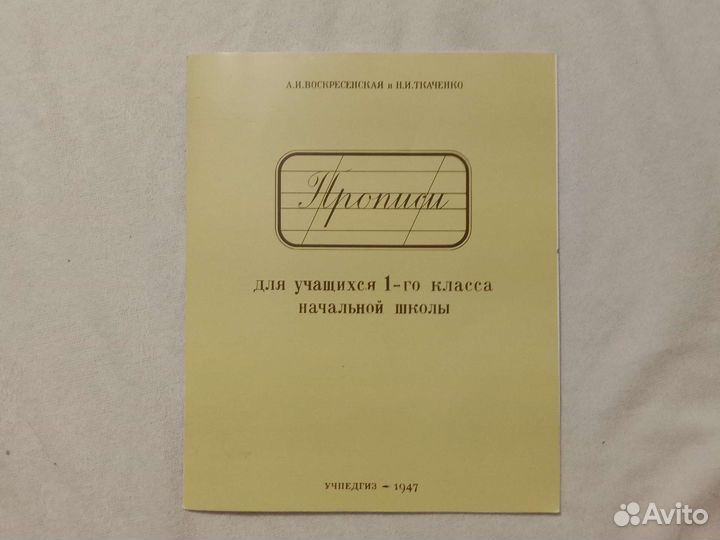 А.И.ВОСКРЕСЕНСКАЯ и Н.И.ТКАЧЕНКО
Прописи
ДЛЯ УЧАЩИХСЯ 1-ГО КЛАССА
НАЧАЛЬНОЙ ШКОЛЫ
УЧПЕДГИЗ - 1947
Avito